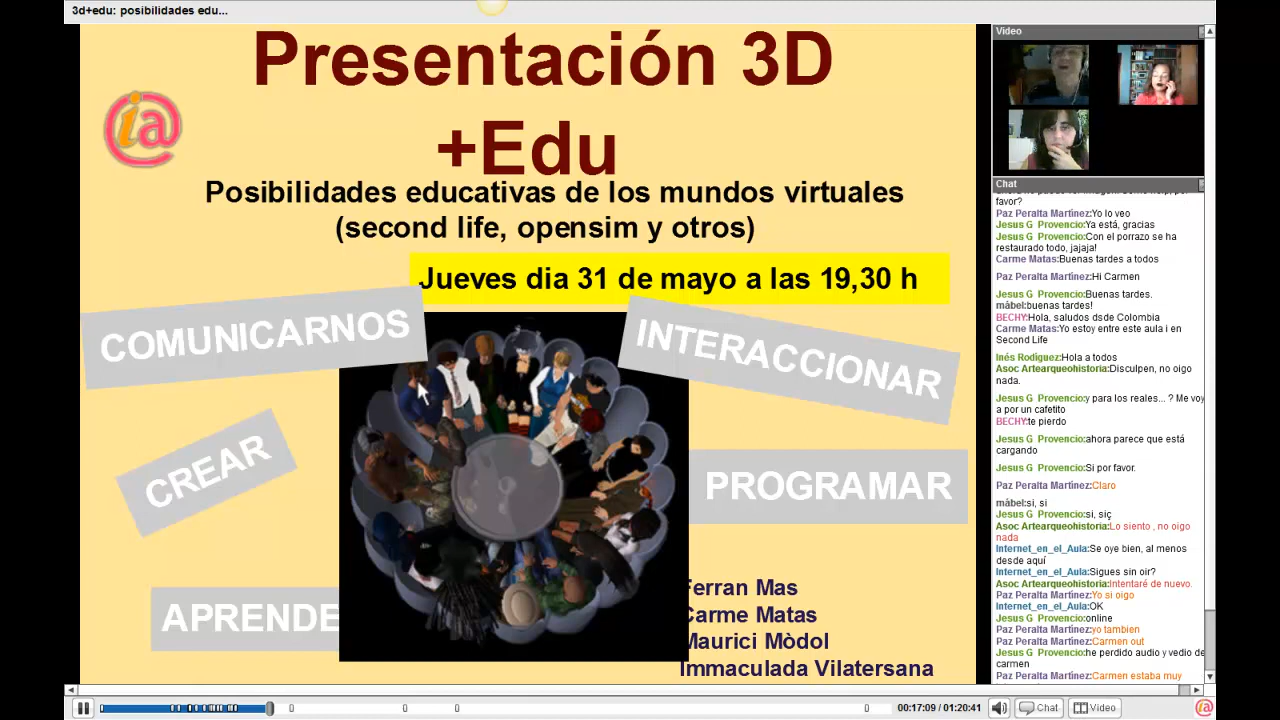 3d+edu: posibilidades edu...
Presentación 3D
+Edu
Posibilidades educativas de los mundos virtuales
(second life, opensim y otros)
Jueves dia 31 de mayo a las 19,30 h
COMUNICARNOS
INTERACCIONAR
CREAR
PROGRAMAR
APRENDE
Ferran Mas
Carme Matas
Maurici Mòdol
Immaculada Vilatersana
Video
Chat
favor?
Paz Peralta Martínez:Yo lo veo
Jesus G Provencio:Ya está, gracias
Jesus G Provencio:Con el porrazo se ha
restaurado todo, jajaja!
Carme Matas:Buenas tardes a todos
Paz Peralta Martínez:Hi Carmen
Jesus G Provencio:Buenas tardes.
mâbel:buenas tardes!
BECHY:Hola, saludos dsde Colombia
Carme Matas:Yo estoy entre este aula i en
Second Life
Inés Rodiguez:Hola a todos
Asoc Artearqueohistoria:Disculpen, no oigo
nada.
Jesus G Provencio:y para los reales... ? Me voy
a por un cafetito
BECHY:te pierdo
Jesus G Provencio:ahora parece que está
cargando
Jesus G Provencio:Si por favor.
Paz Peralta Martínez:Claro
mâbel:si, si
Jesus G Provencio:si, siç
Asoc Artearqueohistoria:Lo siento , no oigo
nada
Internet_en_el_Aula:Se oye bien, al menos
desde aquí
Internet_en_el_Aula:Sigues sin oir?
Asoc Artearqueohistoria:Intentaré de nuevo.
Paz Peralta Martínez:Yo si oigo
Internet_en_el_Aula:OK
Jesus G Provencio:online
Paz Peralta Martínez:yo tambien
Paz Peralta Martínez:Carmen out
Jesus G Provencio:he perdido audio y vedio de
carmen
Paz Peralta Martínez:Carmen estaba muy
00:17:09 / 01:20:41
Chat
Video